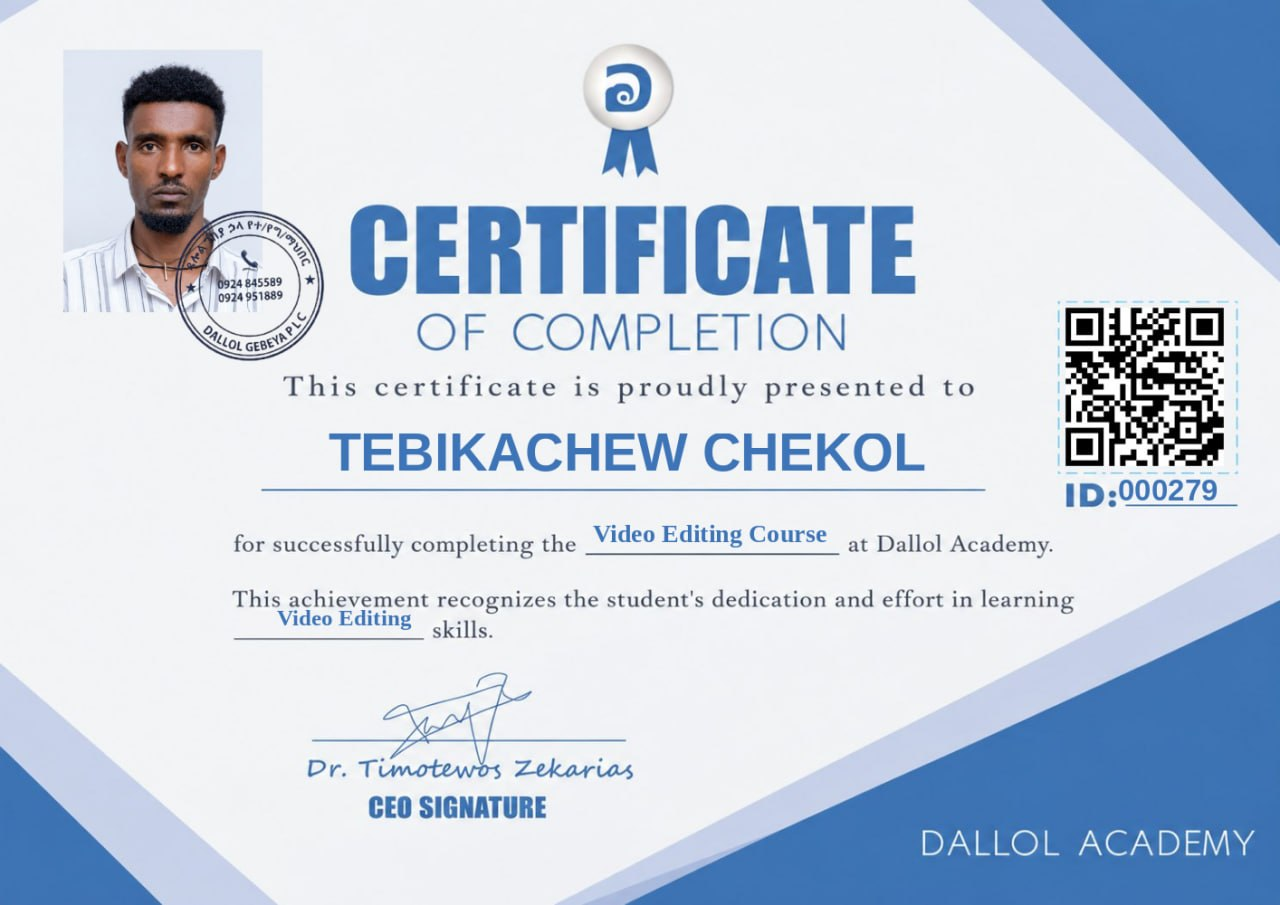 CERTIFICATE
OF COMPLETION
This certificate is proudly presented to
TEBIKACHEW CHEKOL
for successfully completing the Video Editing Course at Dallol Academy.
This achievement recognizes the student's dedication and effort in learning
Video Editing skills.
Dr. Timotewos Zekarias
CEO SIGNATURE
ID:000279
0924 845589
0924 951889
DALLOL GEBEYA PLC
DALLOL ACADEMY